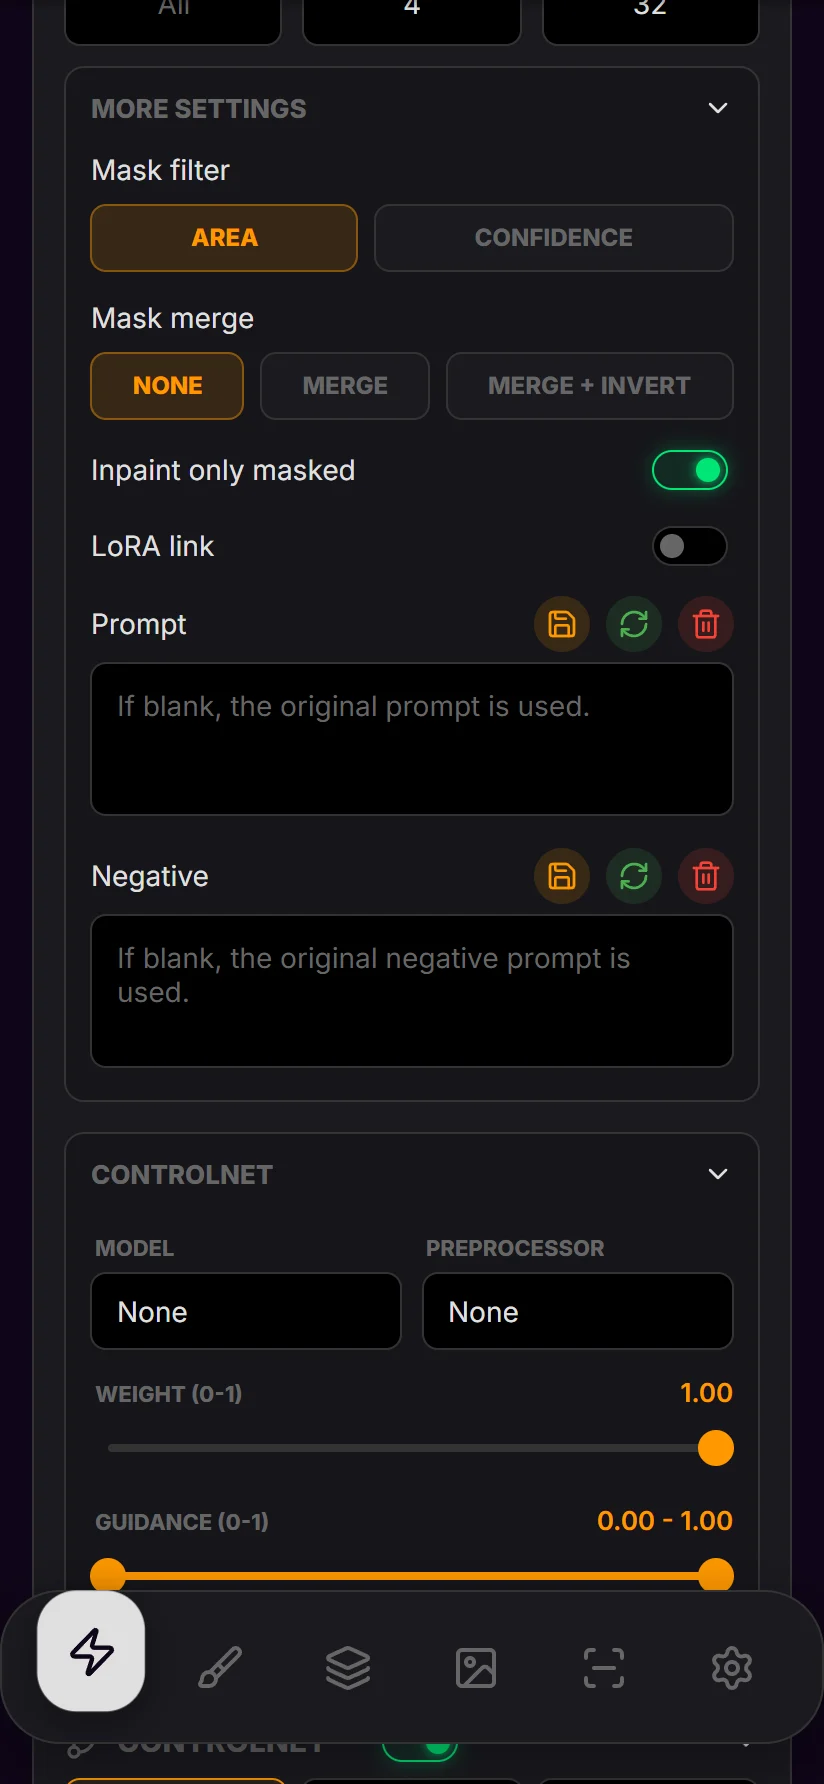 All 4 32
MORE SETTINGS
Mask filter
AREA CONFIDENCE
Mask merge
NONE MERGE MERGE + INVERT
Inpaint only masked
LoRA link
Prompt
If blank, the original prompt is used.
Negative
If blank, the original negative prompt is
used.
CONTROLNET
MODEL PREPROCESSOR
None None
WEIGHT (0-1) 1.00
GUIDANCE (0-1) 0.00 - 1.00
CONTROLNET